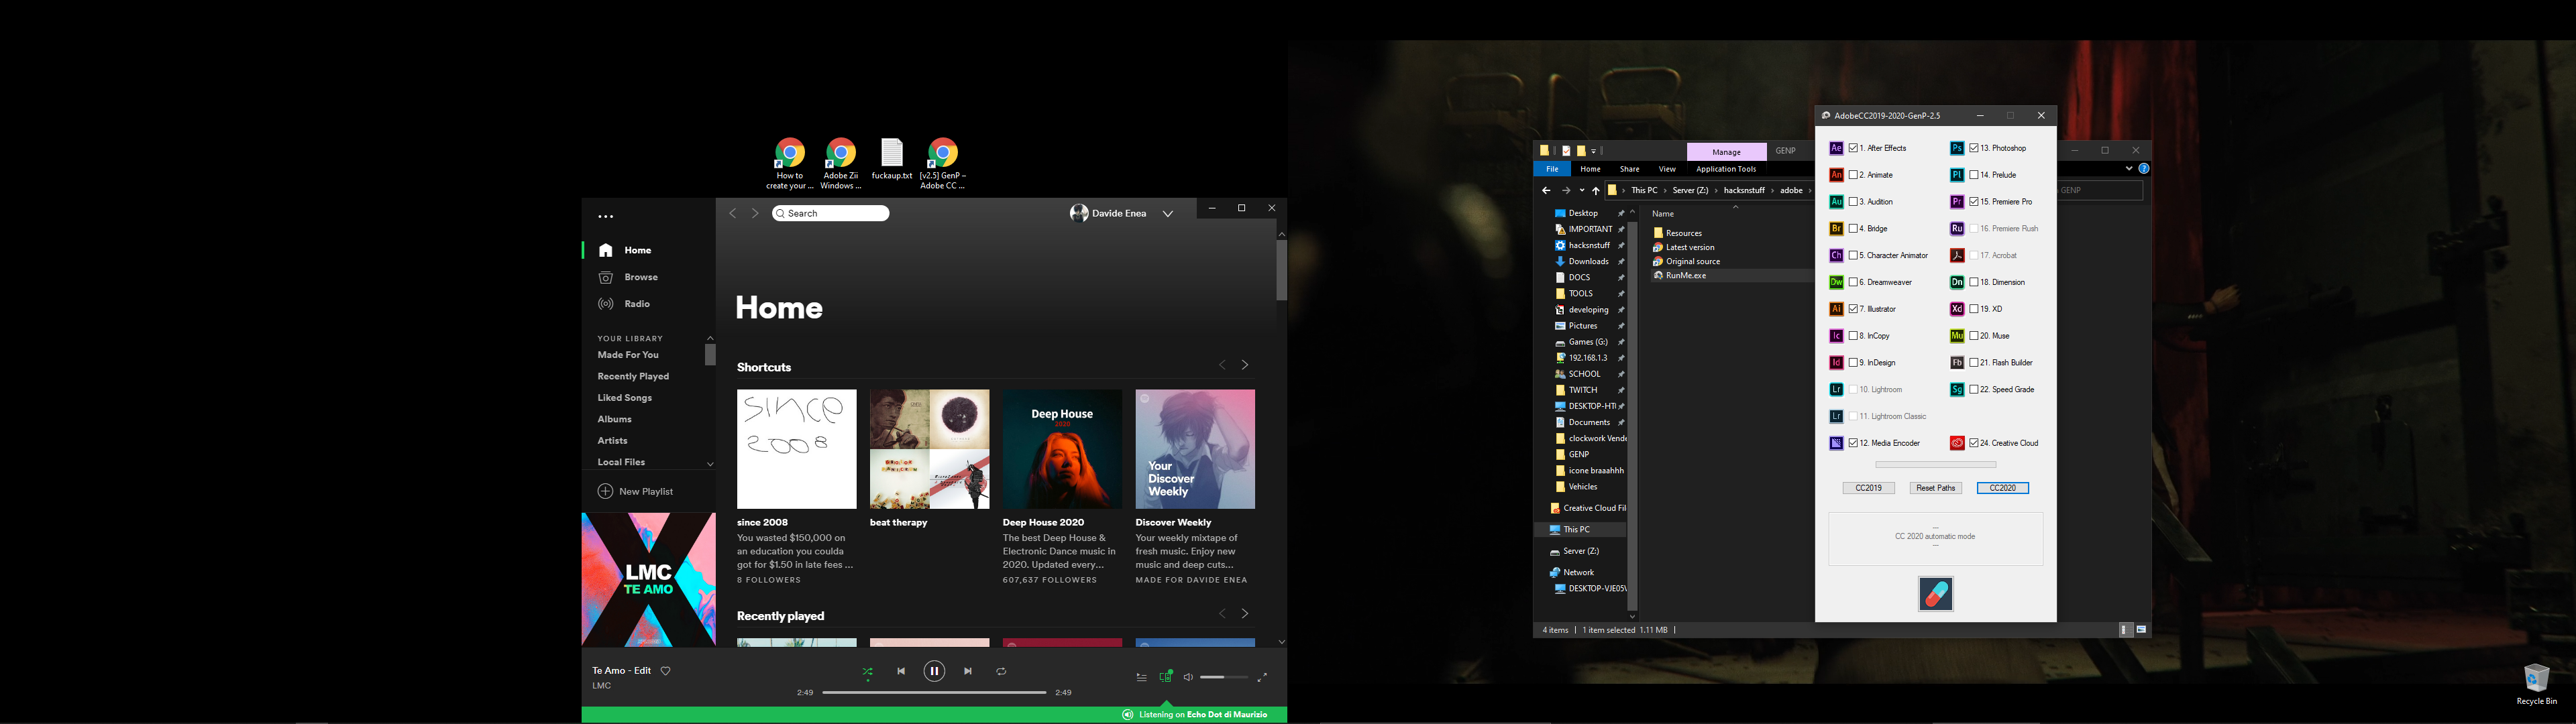 How to
create your ...
Adobe Zii
Windows ...
fuckaup.txt
[v2.5] GenP –
Adobe CC ...
Search
Davide Enea
Home
Browse
Radio
YOUR LIBRARY
Made For You
Recently Played
Liked Songs
Albums
Artists
Local Files
New Playlist
LMC
TE AMO
Home
Shortcuts
since
2008
Deep House
2020
Your
Discover
Weekly
since 2008
You wasted $150,000 on
an education you coulda
got for $1.50 in late fees ...
8 FOLLOWERS
beat therapy
Deep House 2020
The best Deep House &
Electronic Dance music in
2020. Updated every...
607,637 FOLLOWERS
Discover Weekly
Your weekly mixtape of
fresh music. Enjoy new
music and deep cuts...
MADE FOR DAVIDE ENEA
Recently played
Te Amo - Edit
LMC
2:49
2:49
Listening on Echo Dot di Maurizio
Manage
GENP
File
Home
Share
View
Application Tools
This PC
Server (Z:)
hacksnstuff
adobe
GENP
Desktop
IMPORTANT
hacksnstuff
Downloads
DOCS
TOOLS
developing
Pictures
Games (G:)
192.168.1.3
SCHOOL
TWITCH
DESKTOP-HT
Documents
clockwork Vende
GENP
icone braaahhh
Vehicles
Creative Cloud Fil
This PC
Server (Z:)
Network
DESKTOP-VJE05V
Name
Resources
Latest version
Original source
RunMe.exe
4 items
1 item selected 1.11 MB
AdobeCC2019-2020-GenP-2.5
Ae 1. After Effects
An 2. Animate
Au 3. Audition
Br 4. Bridge
Ch 5. Character Animator
Dw 6. Dreamweaver
Ai 7. Illustrator
Ic 8. InCopy
Id 9. InDesign
Lr 10. Lightroom
Lr 11. Lightroom Classic
12. Media Encoder
Ps 13. Photoshop
Pl 14. Prelude
Pr 15. Premiere Pro
Ru 16. Premiere Rush
17. Acrobat
Dn 18. Dimension
Xd 19. XD
Mu 20. Muse
Fb 21. Flash Builder
Sg 22. Speed Grade
24. Creative Cloud
CC2019
Reset Paths
CC2020
---
CC 2020 automatic mode
---
Recycle Bin